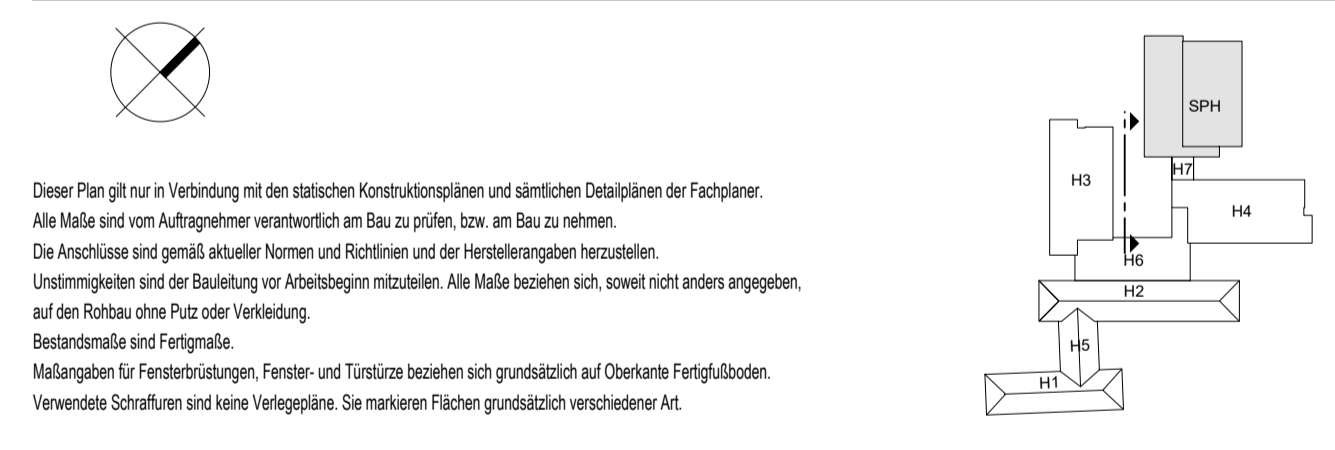 Dieser Plan gilt nur in Verbindung mit den statischen Konstruktionsplänen und sämtlichen Detailplänen der Fachplaner.
Alle Maße sind vom Auftragnehmer verantwortlich am Bau zu prüfen, bzw. am Bau zu nehmen.
Die Anschlüsse sind gemäß aktueller Normen und Richtlinien und der Herstellerangaben herzustellen.
Unstimmigkeiten sind der Bauleitung vor Arbeitsbeginn mitzuteilen. Alle Maße beziehen sich, soweit nicht anders angegeben,
auf den Rohbau ohne Putz oder Verkleidung.
Bestandsmaße sind Fertigmaße.
Maßangaben für Fensterbrüstungen, Fenster- und Türstürze beziehen sich grundsätzlich auf Oberkante Fertigfußboden.
Verwendete Schraffuren sind keine Verlegepläne. Sie markieren Flächen grundsätzlich verschiedener Art.
SPH
H7
H3
H4
H6
H2
H5
H1